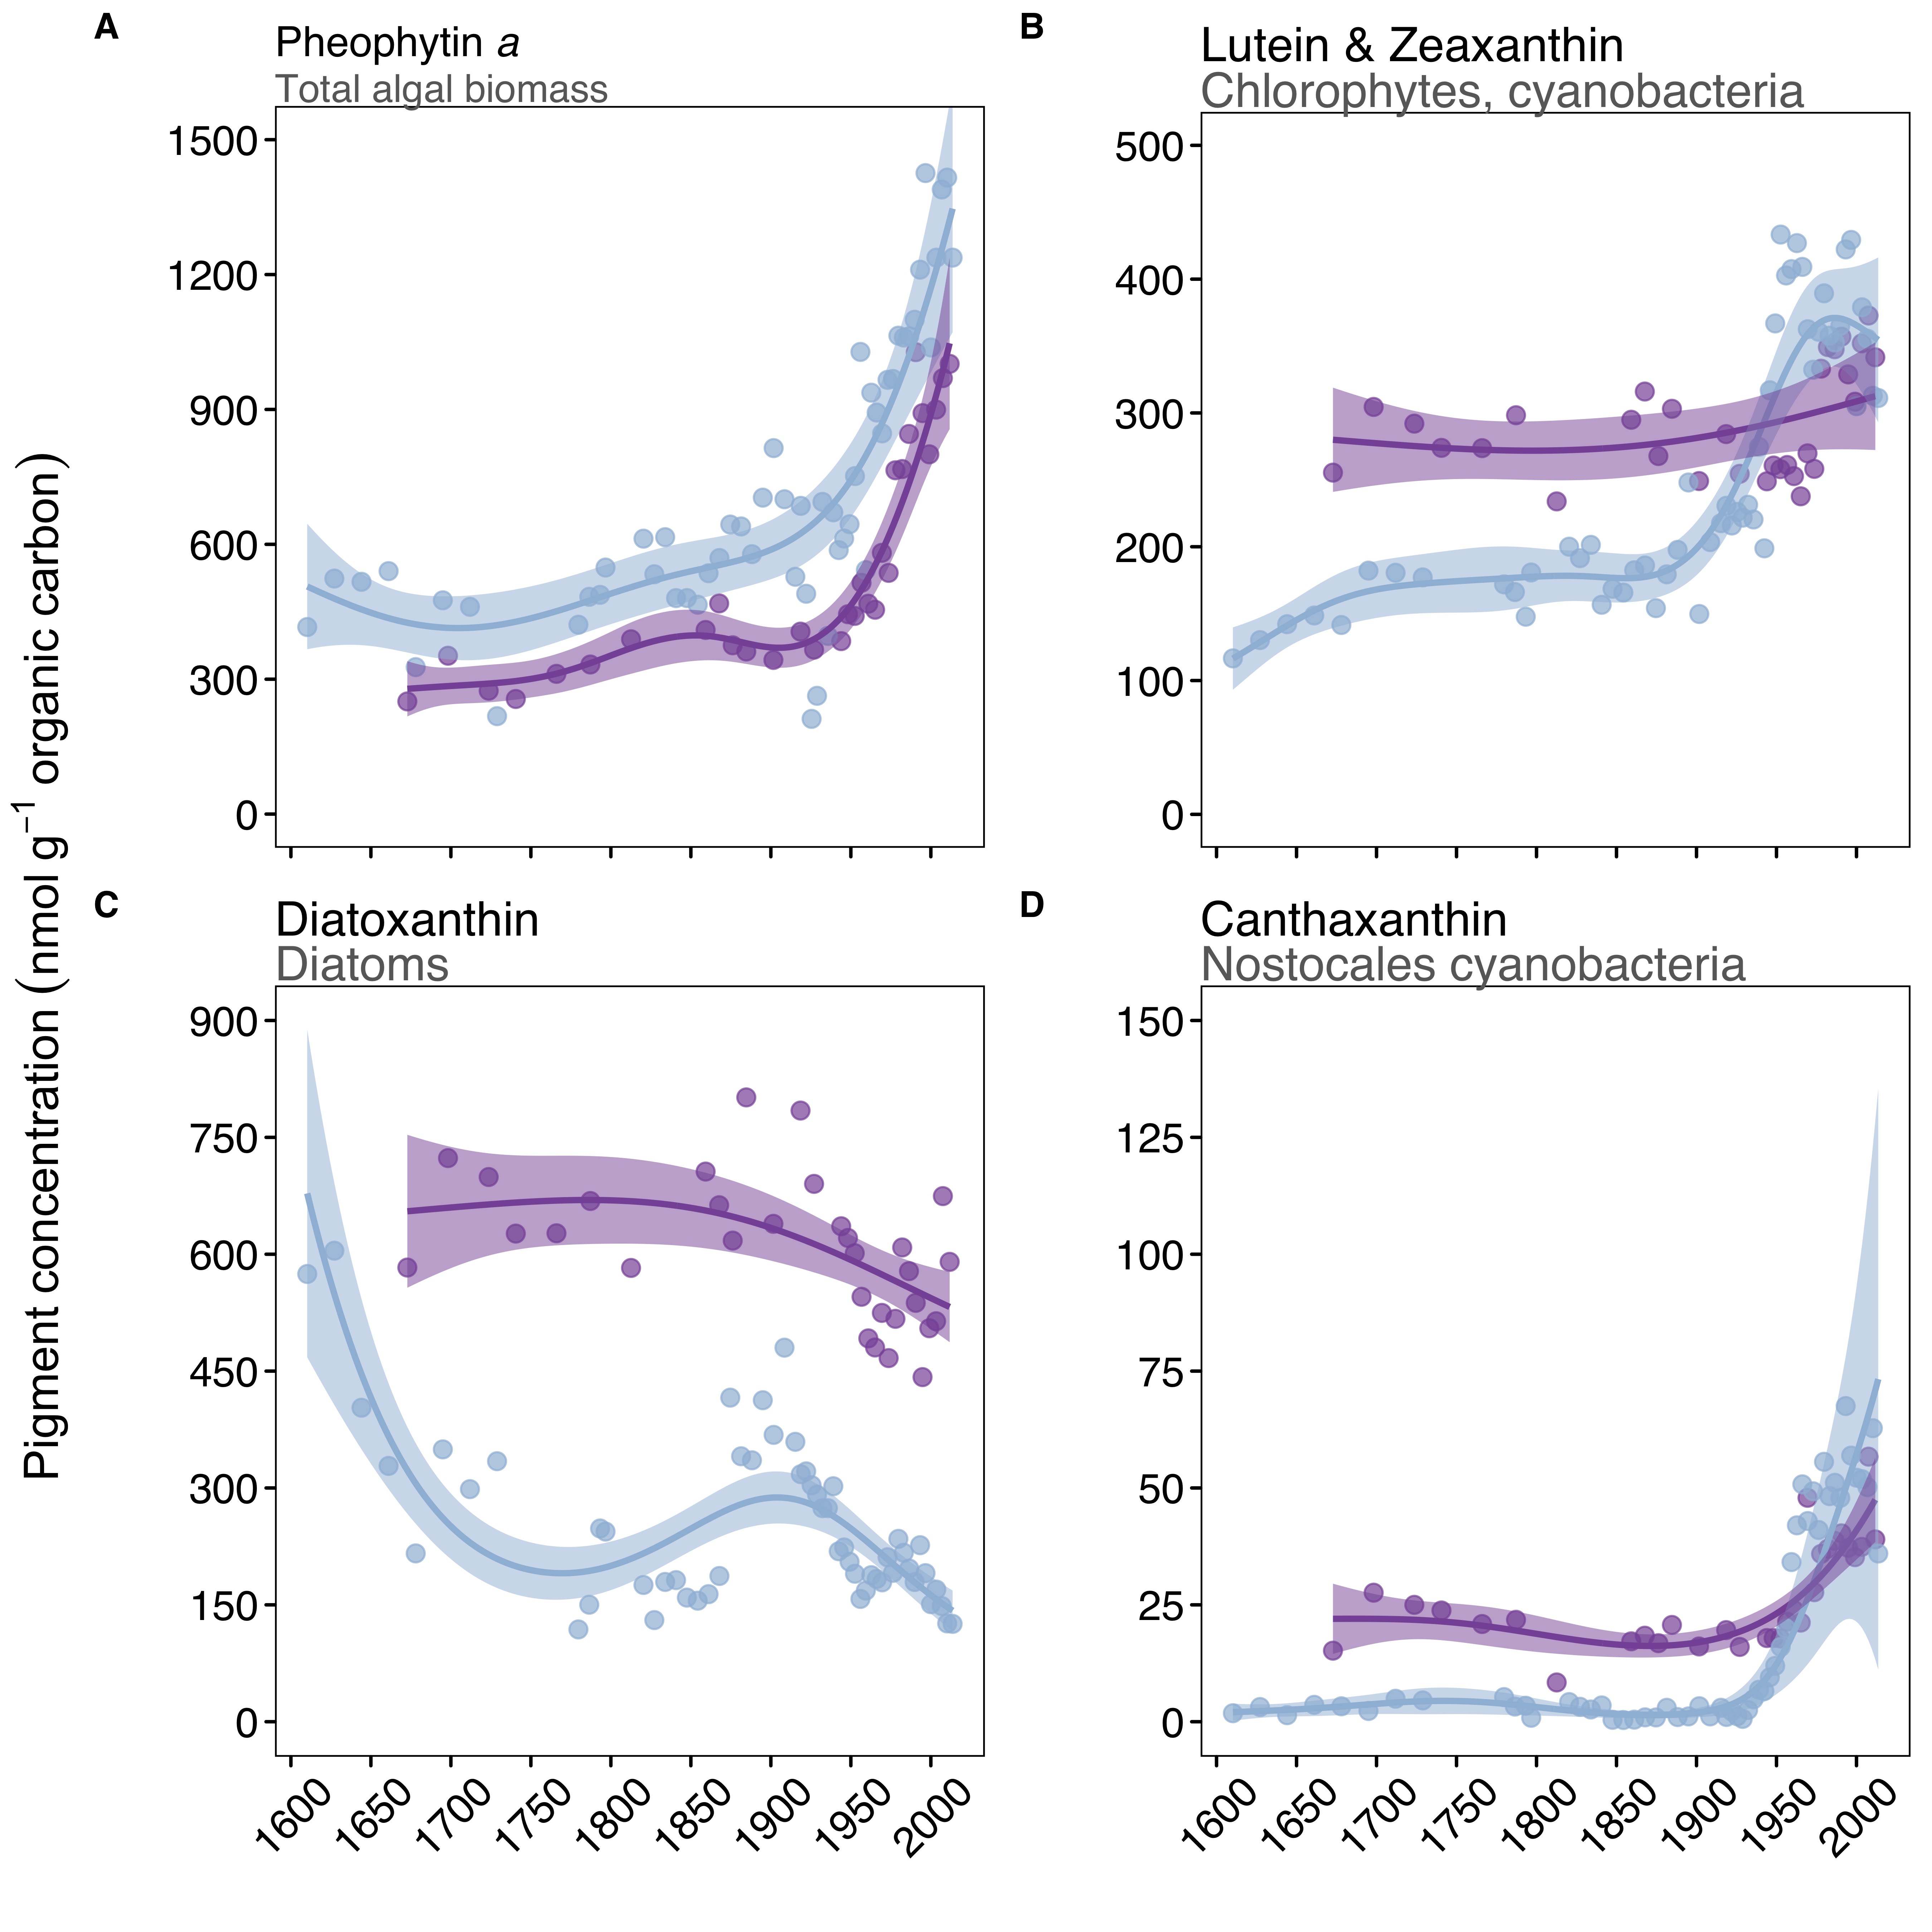 A
Pheophytin a
Total algal biomass
1500
1200
900
600
300
0
B
Lutein & Zeaxanthin
Chlorophytes, cyanobacteria
500
400
300
200
100
0
Pigment concentration (nmol g⁻¹ organic carbon)
C
Diatoxanthin
Diatoms
900
750
600
450
300
150
0
1600 1650 1700 1750 1800 1850 1900 1950 2000
D
Canthaxanthin
Nostocales cyanobacteria
150
125
100
75
50
25
0
1600 1650 1700 1750 1800 1850 1900 1950 2000